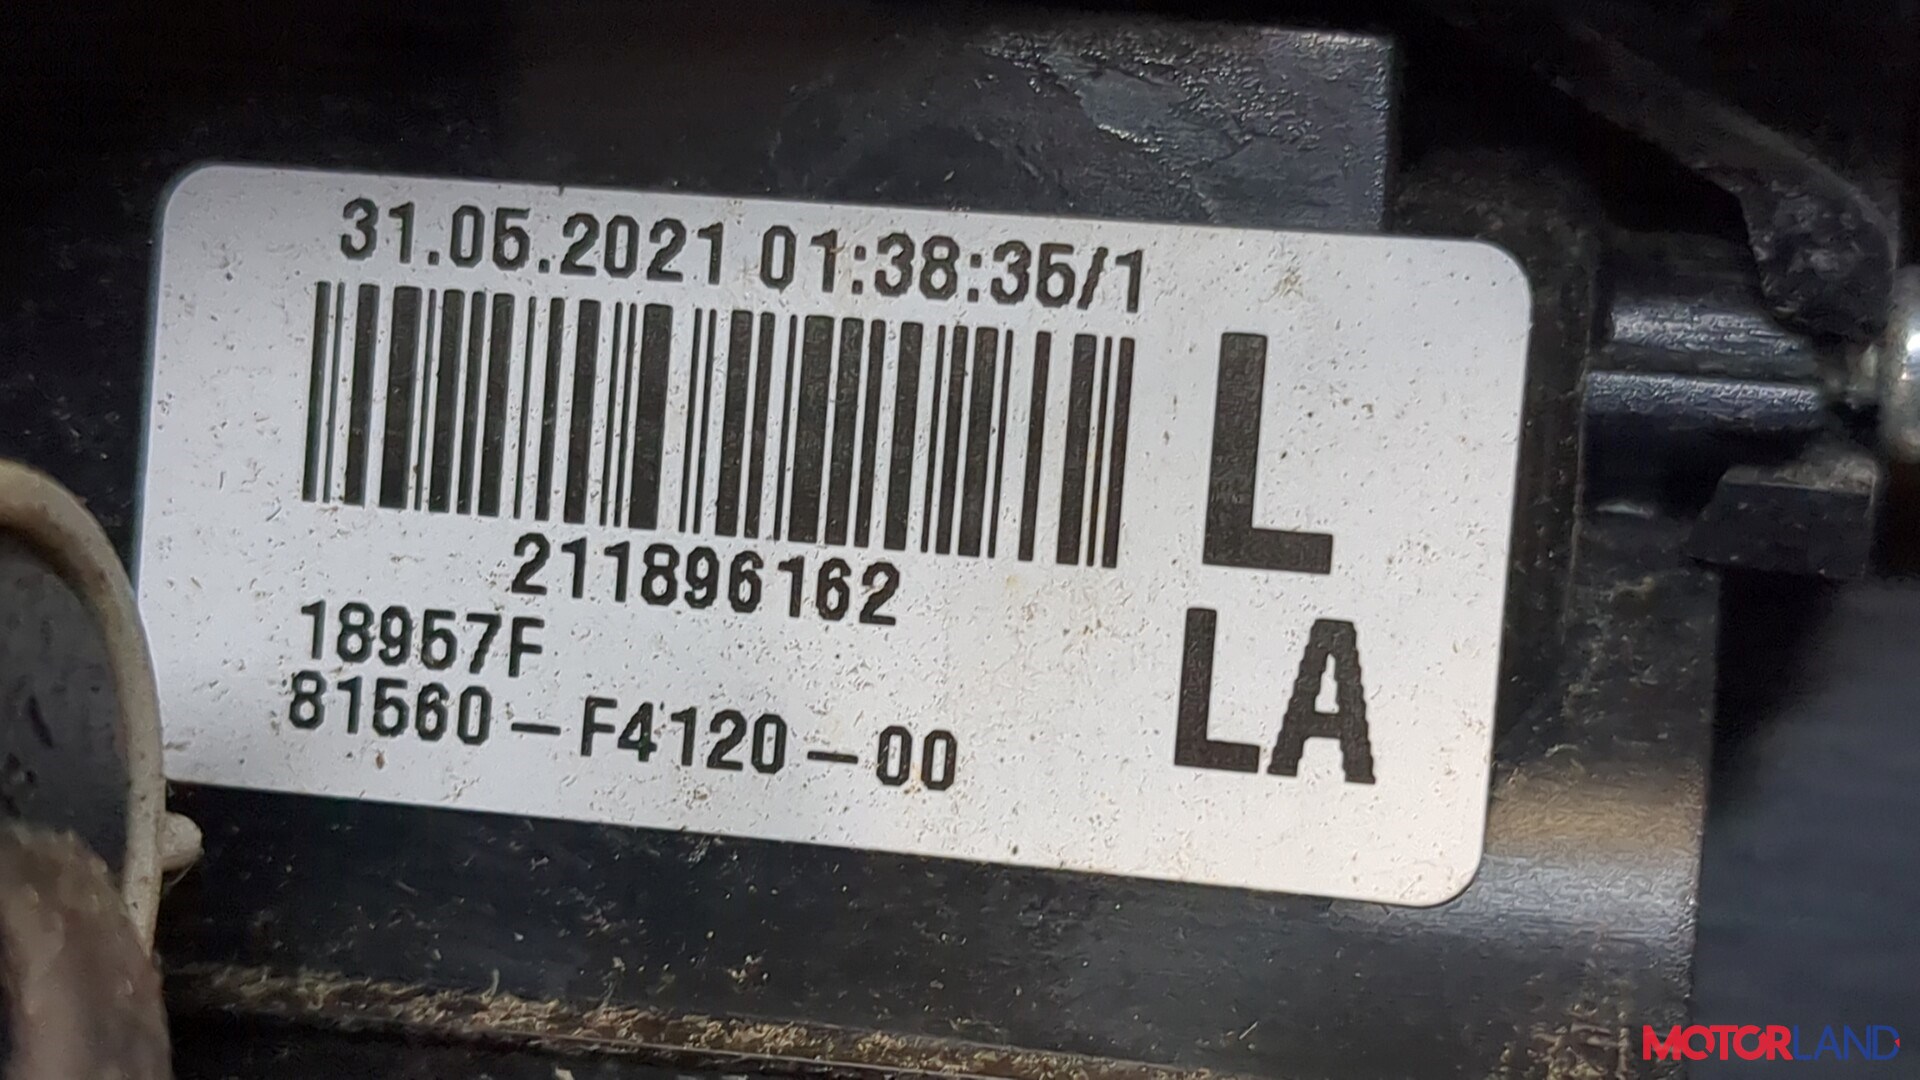 31.05.2021 01:38:35/1
L
211896162
18957F
LA
81560-F4120-00
MOTORLAND